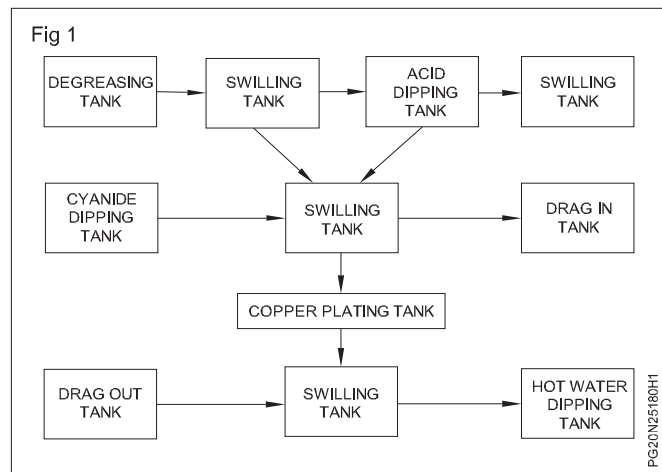 Fig 1
DEGREASING
TANK
SWILLING
TANK
ACID
DIPPING
TANK
SWILLING
TANK
CYANIDE
DIPPING
TANK
SWILLING
TANK
DRAG IN
TANK
COPPER PLATING TANK
DRAG OUT
TANK
SWILLING
TANK
HOT WATER
DIPPING
TANK
PG20N25180H1